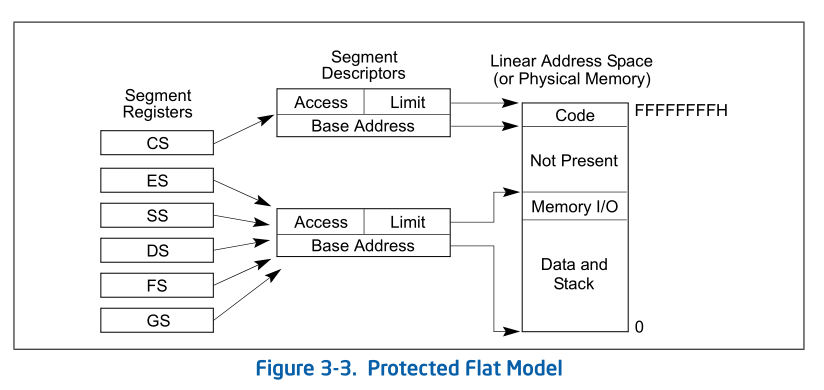 Segment
Registers
CS
ES
SS
DS
FS
GS
Segment
Descriptors
Access Limit
Base Address
Access Limit
Base Address
Linear Address Space
(or Physical Memory)
Code
FFFFFFFFH
Not Present
Memory I/O
Data and
Stack
0
Figure 3-3. Protected Flat Model